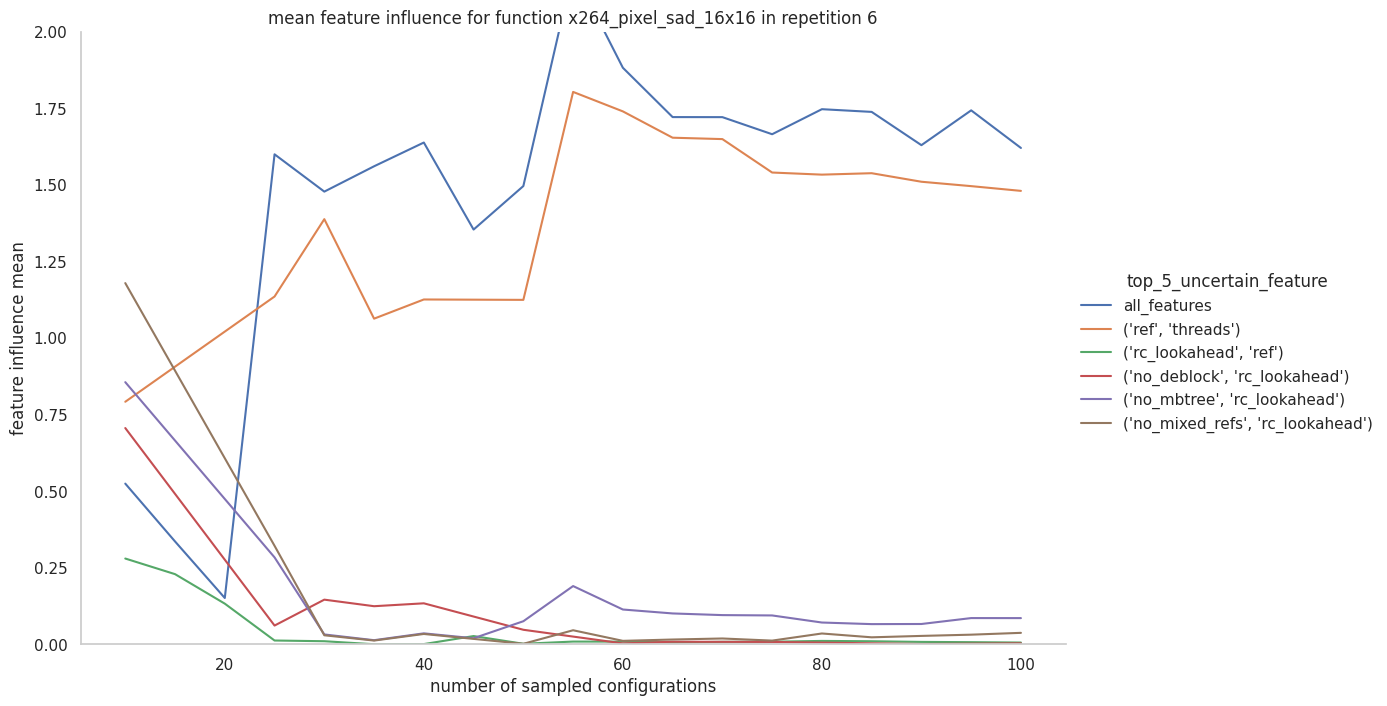 mean feature influence for function x264_pixel_sad_16x16 in repetition 6
2.00
1.75
1.50
1.25
1.00
0.75
0.50
0.25
0.00
feature influence mean
20
40
60
80
100
number of sampled configurations
top_5_uncertain_feature
all_features
('ref', 'threads')
('rc_lookahead', 'ref')
('no_deblock', 'rc_lookahead')
('no_mbtree', 'rc_lookahead')
('no_mixed_refs', 'rc_lookahead')